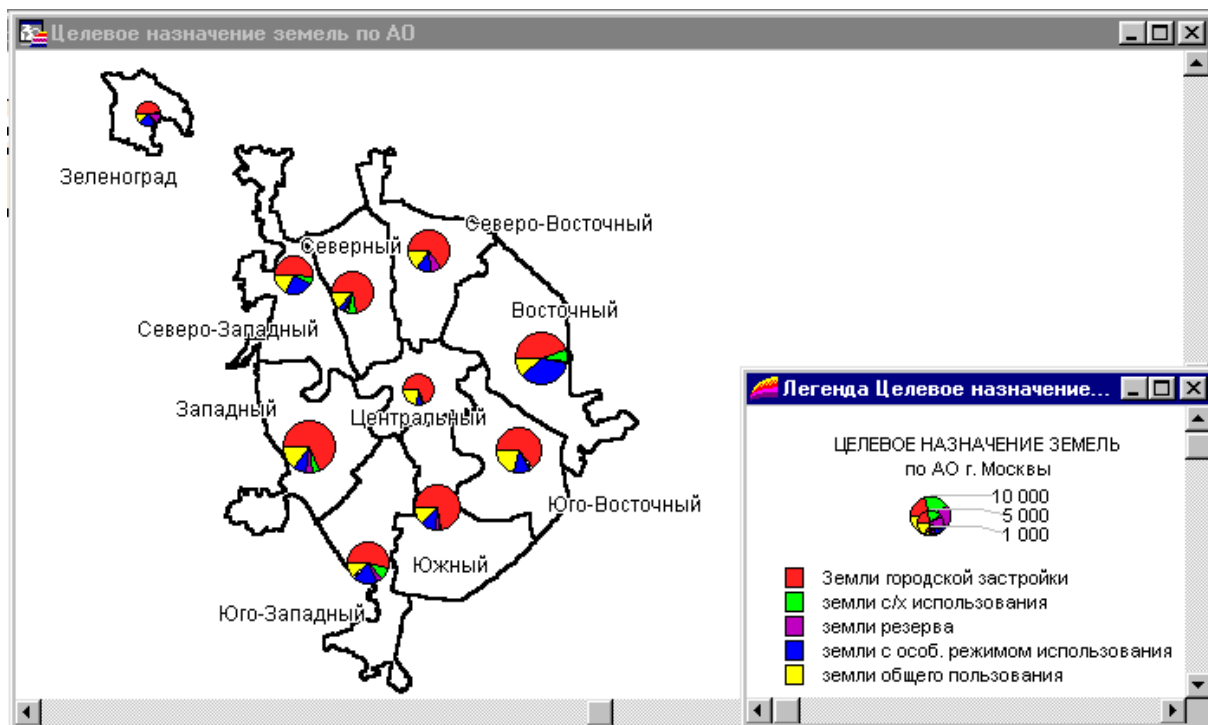 Целевое назначение земель по АО
Зеленоград
Северо-Восточный
Северный
Восточный
Северо-Западный
Западный
Центральный
Юго-Восточный
Южный
Юго-Западный
Легенда Целевое назначение...
ЦЕЛЕВОЕ НАЗНАЧЕНИЕ ЗЕМЕЛЬ
по АО г. Москвы
10 000
5 000
1 000
Земли городской застройки
земли с/х использования
земли резерва
земли с особ. режимом использования
земли общего пользования